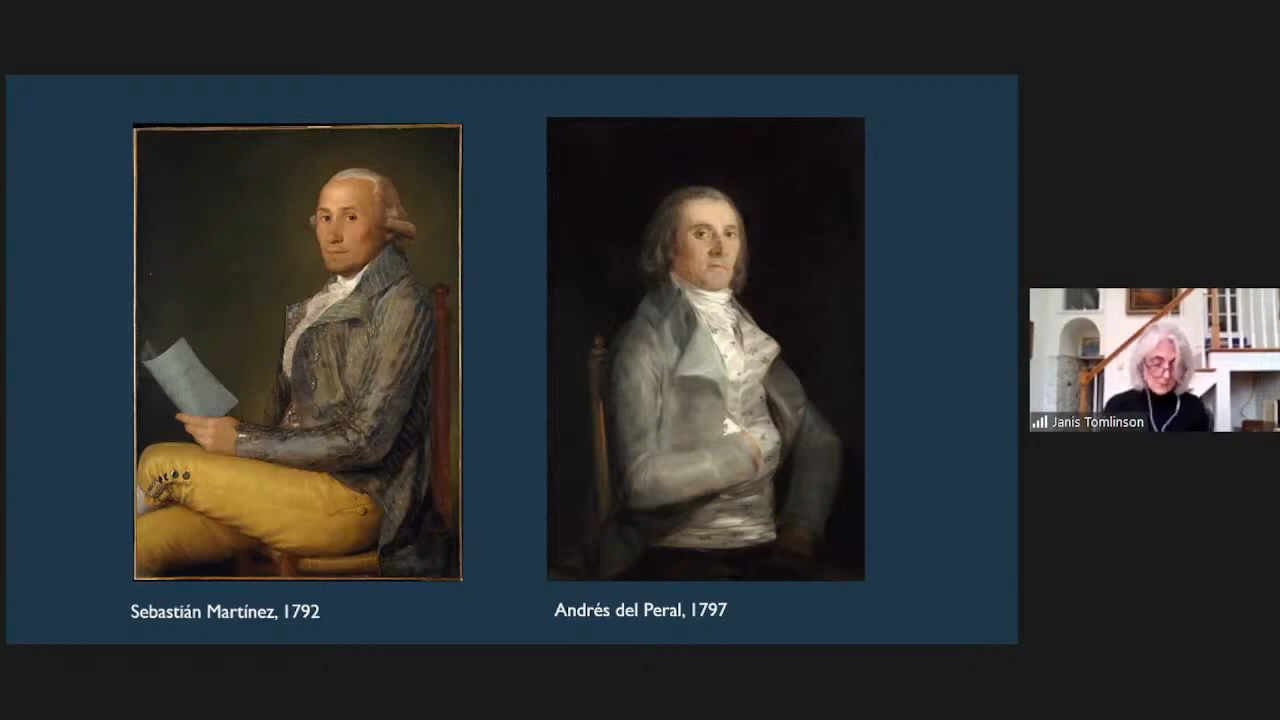 Sebastián Martínez, 1792
Andrés del Peral, 1797
Janis Tomlinson